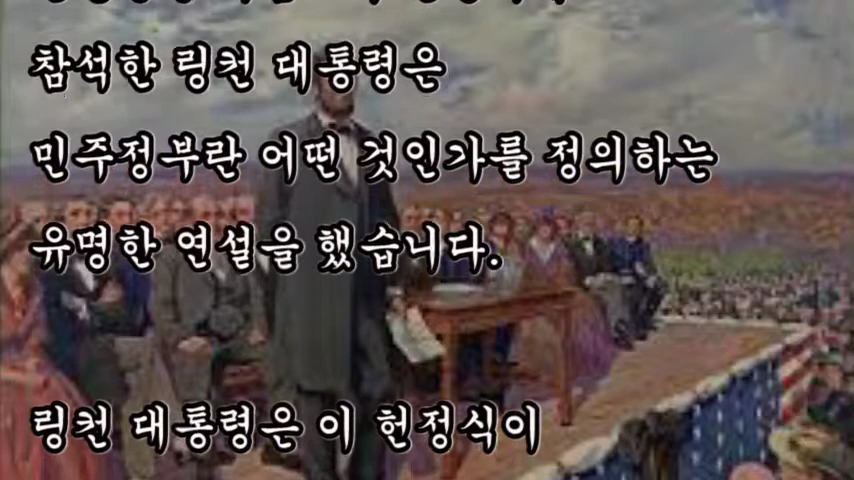 참석한 링컨 대통령은
민주정부란 어떤 것인가를 정의하는
유명한 연설을 했습니다.
링컨 대통령은 이 헌정식이